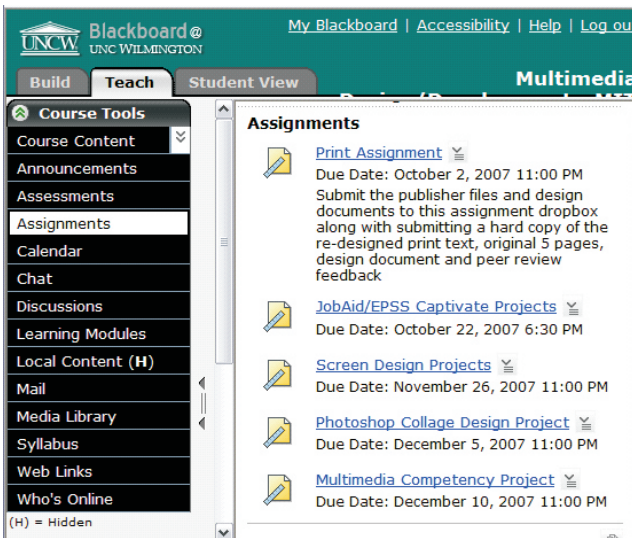 UNCW
Blackboard@
UNC WILMINGTON
My Blackboard | Accessibility | Help | Log ou
Build Teach Student View
Multimedia
Course Tools
Course Content
Announcements
Assessments
Assignments
Calendar
Chat
Discussions
Learning Modules
Local Content (H)
Mail
Media Library
Syllabus
Web Links
Who's Online
(H) = Hidden
Assignments
Print Assignment
Due Date: October 2, 2007 11:00 PM
Submit the publisher files and design
documents to this assignment dropbox
along with submitting a hard copy of the
re-designed print text, original 5 pages,
design document and peer review
feedback
JobAid/EPSS Captivate Projects
Due Date: October 22, 2007 6:30 PM
Screen Design Projects
Due Date: November 26, 2007 11:00 PM
Photoshop Collage Design Project
Due Date: December 5, 2007 11:00 PM
Multimedia Competency Project
Due Date: December 10, 2007 11:00 PM